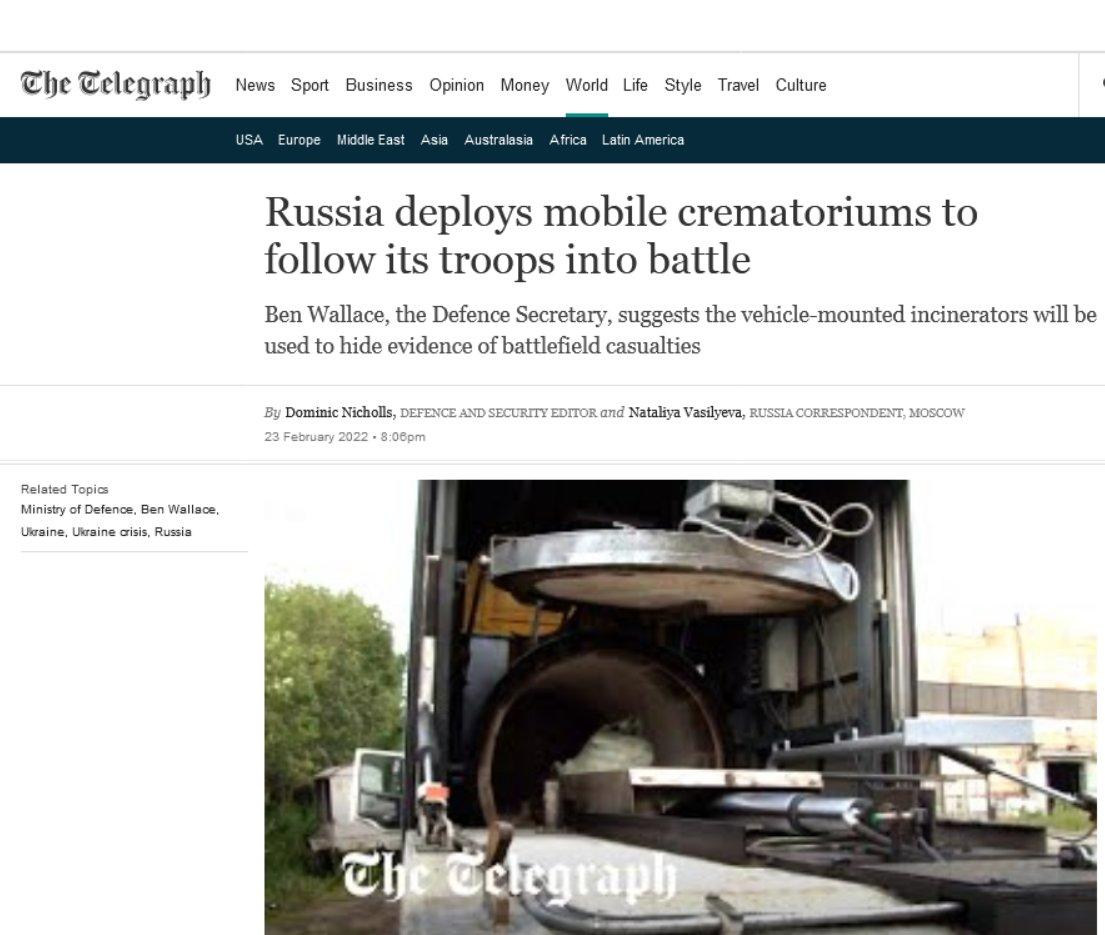 The Telegraph News Sport Business Opinion Money World Life Style Travel Culture
USA Europe Middle East Asia Australasia Africa Latin America
Russia deploys mobile crematoriums to
follow its troops into battle
Ben Wallace, the Defence Secretary, suggests the vehicle-mounted incinerators will be
used to hide evidence of battlefield casualties
By Dominic Nicholls, DEFENCE AND SECURITY EDITOR and Nataliya Vasilyeva, RUSSIA CORRESPONDENT, MOSCOW
23 February 2022 • 8:06pm
Related Topics
Ministry of Defence, Ben Wallace,
Ukraine, Ukraine crisis, Russia
The Telegraph